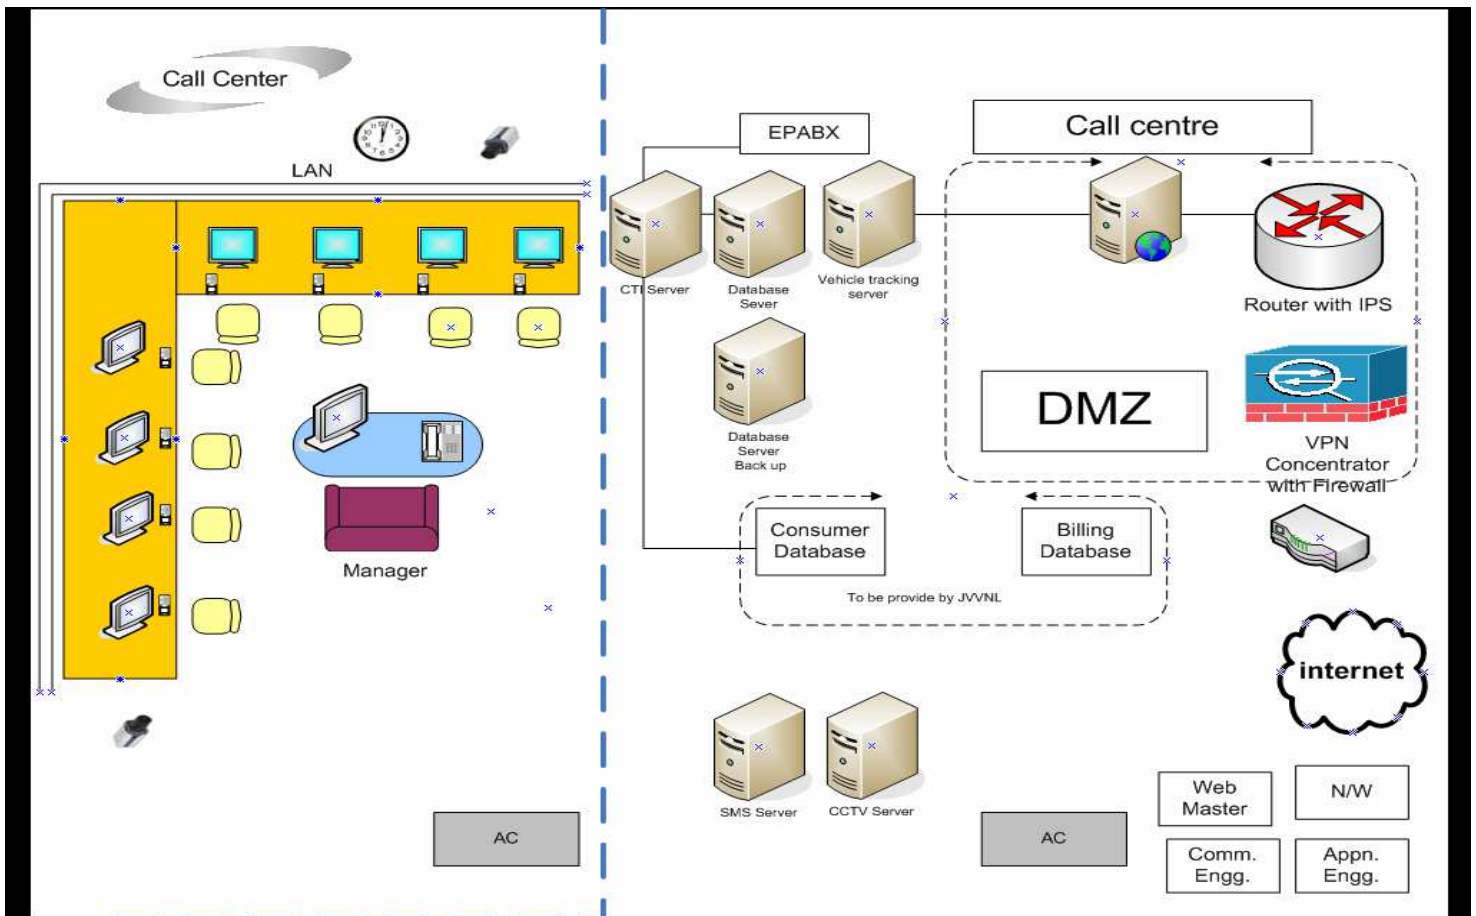 Call Center
LAN
Manager
AC
EPABX
Call centre
CTI Server
Database
Sever
Vehicle tracking
server
Router with IPS
Database
Server
Back up
DMZ
VPN
Concentrator
with Firewall
Consumer
Database
Billing
Database
To be provide by JVVNL
internet
SMS Server
CCTV Server
AC
Web
Master
N/W
Comm.
Engg.
Appn.
Engg.